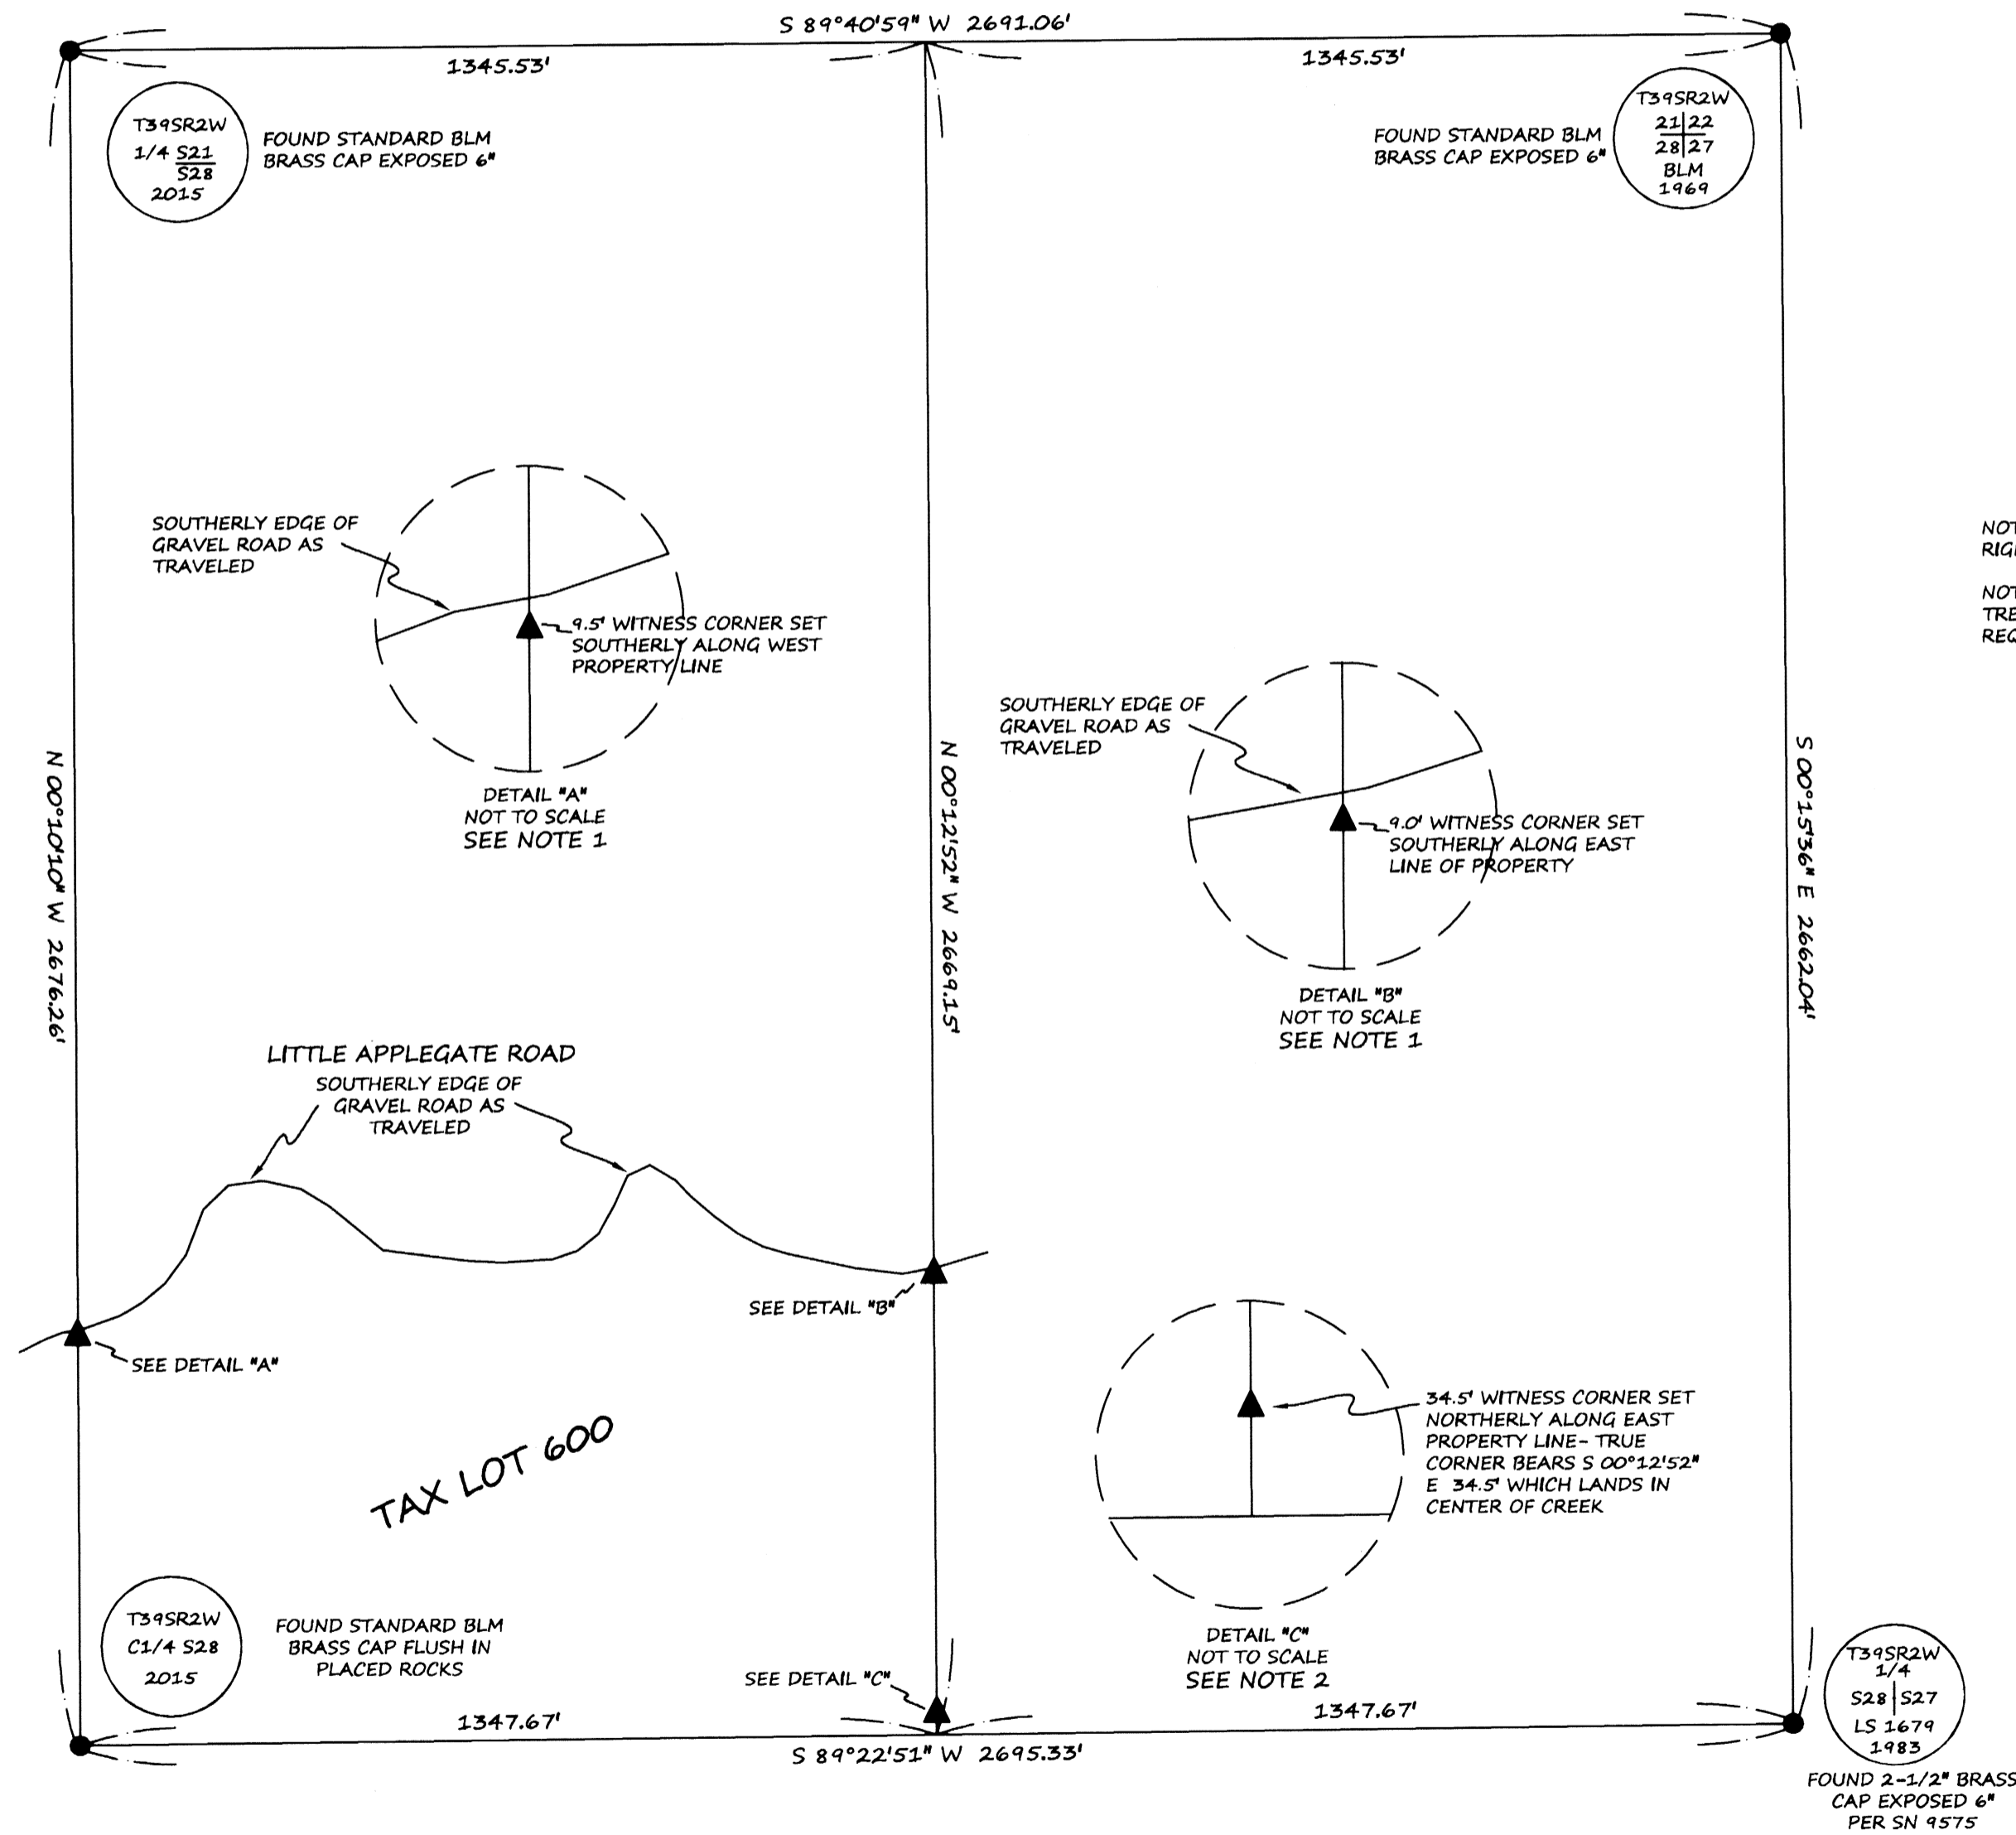 S 89°40'59" W 2691.06'
1345.53'
1345.53'
T39SR2W
1/4 S21
S28
2015
FOUND STANDARD BLM
BRASS CAP EXPOSED 6"
FOUND STANDARD BLM
BRASS CAP EXPOSED 6"
T39SR2W
21|22
28|27
BLM
1969
SOUTHERLY EDGE OF
GRAVEL ROAD AS
TRAVELED
9.5' WITNESS CORNER SET
SOUTHERLY ALONG WEST
PROPERTY LINE
DETAIL "A"
NOT TO SCALE
SEE NOTE 1
SOUTHERLY EDGE OF
GRAVEL ROAD AS
TRAVELED
9.0' WITNESS CORNER SET
SOUTHERLY ALONG EAST
LINE OF PROPERTY
DETAIL "B"
NOT TO SCALE
SEE NOTE 1
N 00°10'10" W 2676.26'
N 00°12'52" W 2669.15'
S 00°15'36" E 2662.04'
LITTLE APPLEGATE ROAD
SOUTHERLY EDGE OF
GRAVEL ROAD AS
TRAVELED
SEE DETAIL "A"
SEE DETAIL "B"
TAX LOT 600
34.5' WITNESS CORNER SET
NORTHERLY ALONG EAST
PROPERTY LINE- TRUE
CORNER BEARS S 00°12'52"
E 34.5' WHICH LANDS IN
CENTER OF CREEK
DETAIL "C"
NOT TO SCALE
SEE NOTE 2
T39SR2W
C1/4 S28
2015
FOUND STANDARD BLM
BRASS CAP FLUSH IN
PLACED ROCKS
SEE DETAIL "C"
1347.67'
1347.67'
S 89°22'51" W 2695.33'
T39SR2W
1/4
S28|S27
LS 1679
1983
FOUND 2-1/2" BRASS
CAP EXPOSED 6"
PER SN 9575